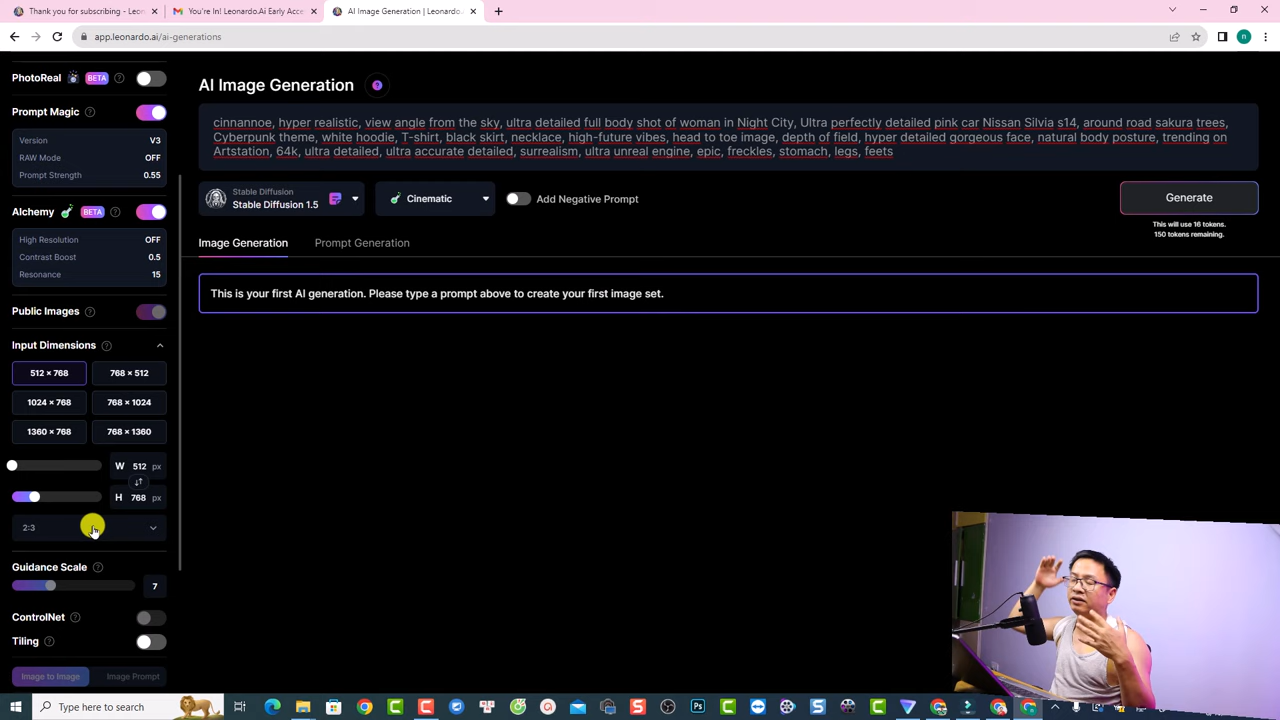 Thank you for subscribing - Leon
You're In! Leonardo.Ai Early Acce
AI Image Generation | Leonardo.
app.leonardo.ai/ai-generations
n
PhotoReal BETA
Prompt Magic
Version V3
RAW Mode OFF
Prompt Strength 0.55
Alchemy BETA
High Resolution OFF
Contrast Boost 0.5
Resonance 15
Public Images
Input Dimensions
512 × 768 768 × 512
1024 × 768 768 × 1024
1360 × 768 768 × 1360
W 512 px
H 768 px
2:3
Guidance Scale
7
ControlNet
Tiling
Image to Image Image Prompt
AI Image Generation
cinnannoe, hyper realistic, view angle from the sky, ultra detailed full body shot of woman in Night City, Ultra perfectly detailed pink car Nissan Silvia s14, around road sakura trees,
Cyberpunk theme, white hoodie, T-shirt, black skirt, necklace, high-future vibes, head to toe image, depth of field, hyper detailed gorgeous face, natural body posture, trending on
Artstation, 64k, ultra detailed, ultra accurate detailed, surrealism, ultra unreal engine, epic, freckles, stomach, legs, feets
Stable Diffusion
Stable Diffusion 1.5
Cinematic
Add Negative Prompt
Generate
This will use 16 tokens.
150 tokens remaining.
Image Generation Prompt Generation
This is your first AI generation. Please type a prompt above to create your first image set.
Type here to search